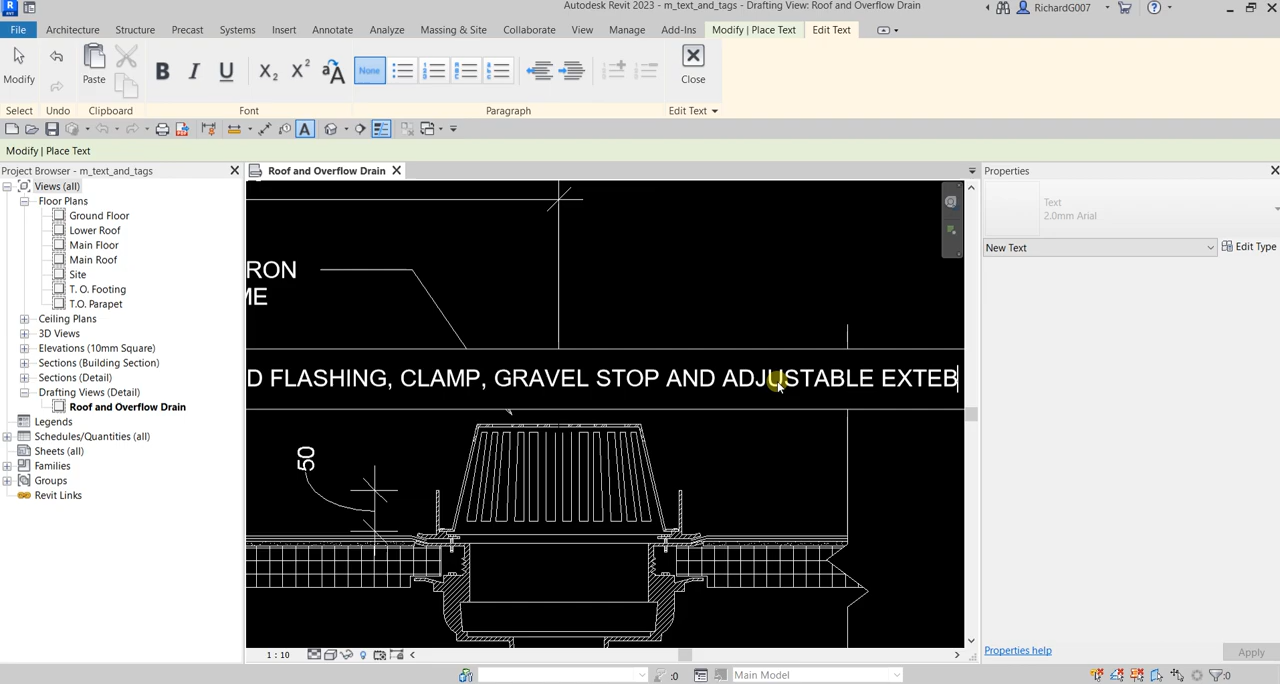 Autodesk Revit 2023 - m_text_and_tags - Drafting View: Roof and Overflow Drain
RichardG007
File Architecture Structure Precast Systems Insert Annotate Analyze Massing & Site Collaborate View Manage Add-Ins Modify | Place Text Edit Text
Modify
Paste
None
Close
Select Undo Clipboard Font Paragraph Edit Text
Modify | Place Text
Project Browser - m_text_and_tags
Views (all)
Floor Plans
Ground Floor
Lower Roof
Main Floor
Main Roof
Site
T. O. Footing
T.O. Parapet
Ceiling Plans
3D Views
Elevations (10mm Square)
Sections (Building Section)
Sections (Detail)
Drafting Views (Detail)
Roof and Overflow Drain
Legends
Schedules/Quantities (all)
Sheets (all)
Families
Groups
Revit Links
Roof and Overflow Drain
RON
ME
D FLASHING, CLAMP, GRAVEL STOP AND ADJUSTABLE EXTEB
50
1 : 10
Properties
Text
2.0mm Arial
New Text
Edit Type
Properties help
Apply
:0
Main Model
:0